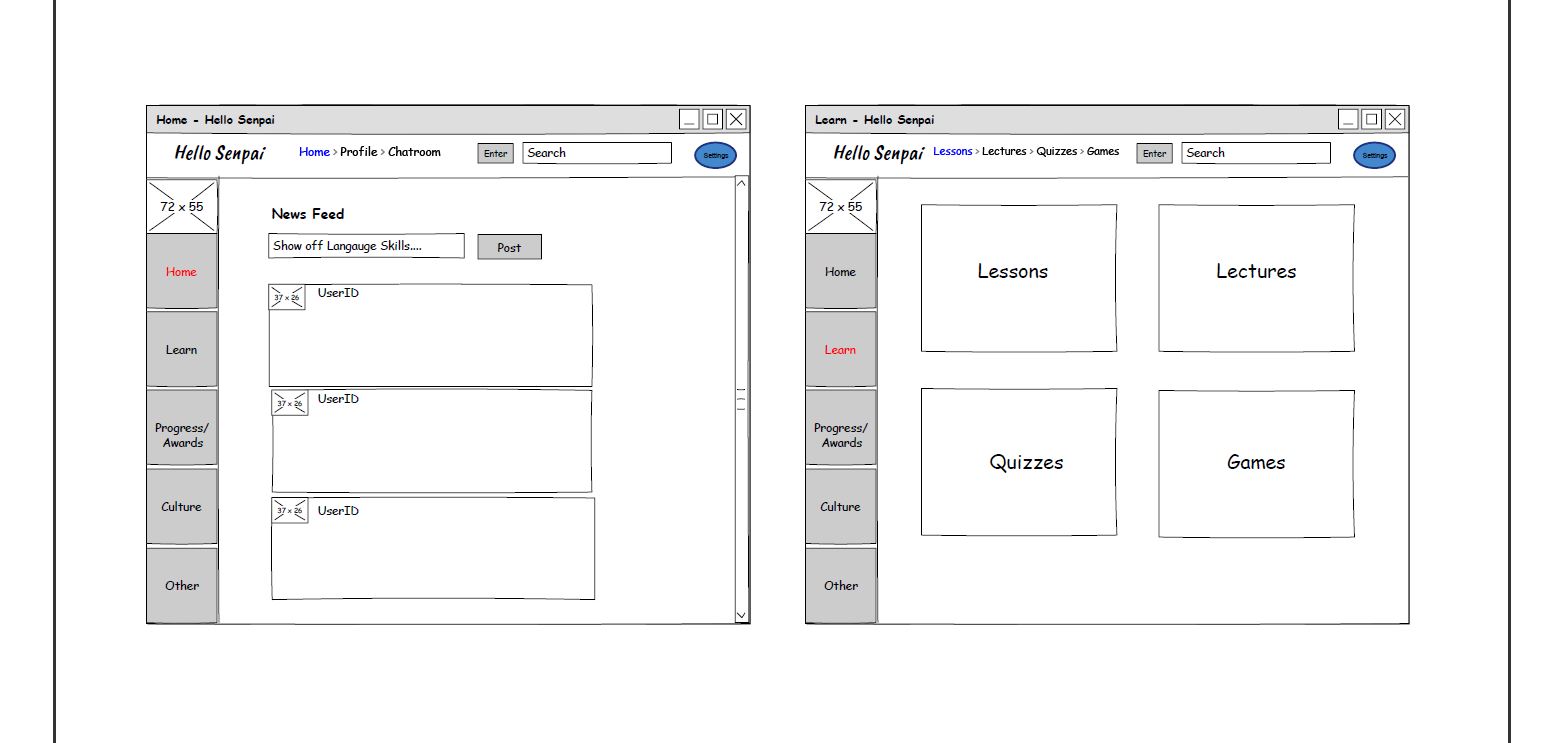 Home - Hello Senpai
Hello Senpai
Home > Profile > Chatroom
Enter
Search
Settings
72 x 55
Home
Learn
Progress/
Awards
Culture
Other
News Feed
Show off Langauge Skills....
Post
37 x 26
UserID
37 x 26
UserID
37 x 26
UserID
Learn - Hello Senpai
Hello Senpai
Lessons > Lectures > Quizzes > Games
Enter
Search
Settings
72 x 55
Home
Learn
Progress/
Awards
Culture
Other
Lessons
Lectures
Quizzes
Games